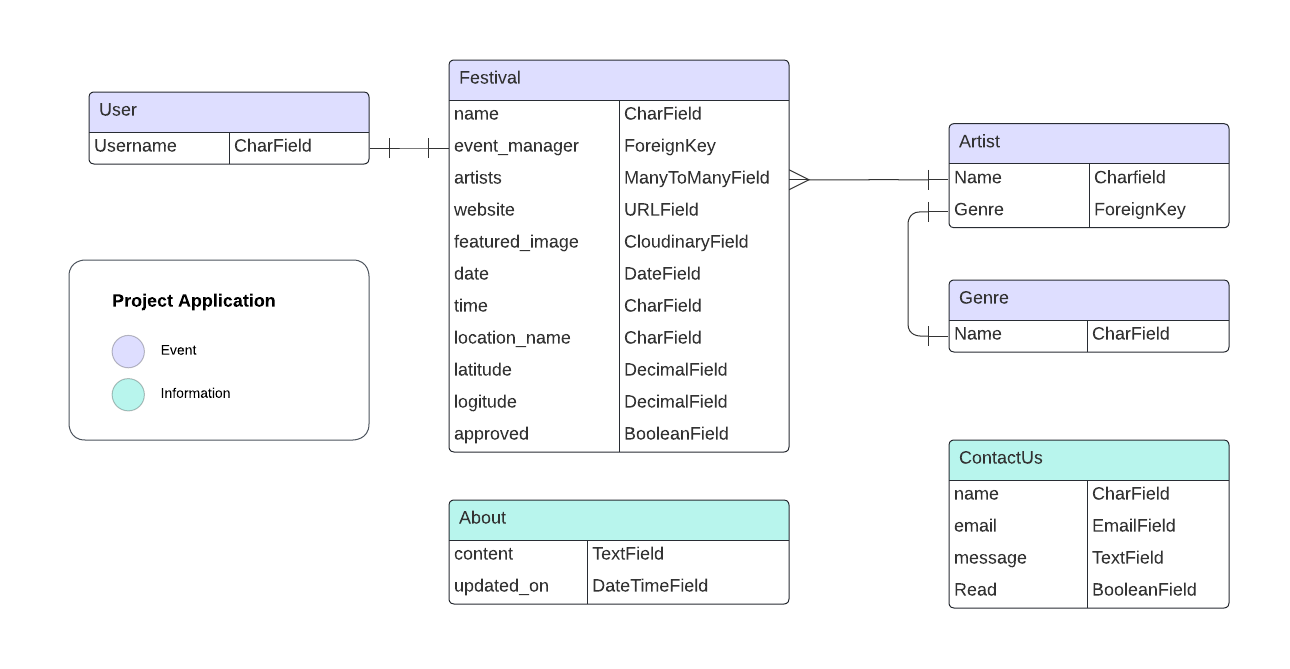 User
Username CharField
Project Application
Event
Information
Festival
name CharField
event_manager ForeignKey
artists ManyToManyField
website URLField
featured_image CloudinaryField
date DateField
time CharField
location_name CharField
latitude DecimalField
logitude DecimalField
approved BooleanField
About
content TextField
updated_on DateTimeField
Artist
Name Charfield
Genre ForeignKey
Genre
Name CharField
ContactUs
name CharField
email EmailField
message TextField
Read BooleanField